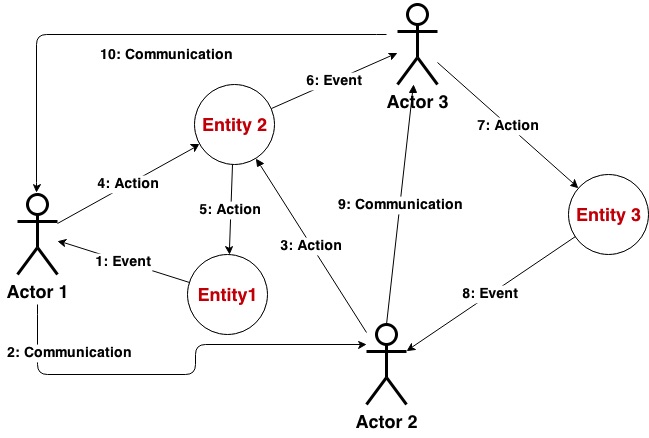 10: Communication
6: Event
Actor 3
Entity 2
7: Action
4: Action
5: Action
9: Communication
Entity 3
3: Action
1: Event
Actor 1
Entity1
8: Event
2: Communication
Actor 2